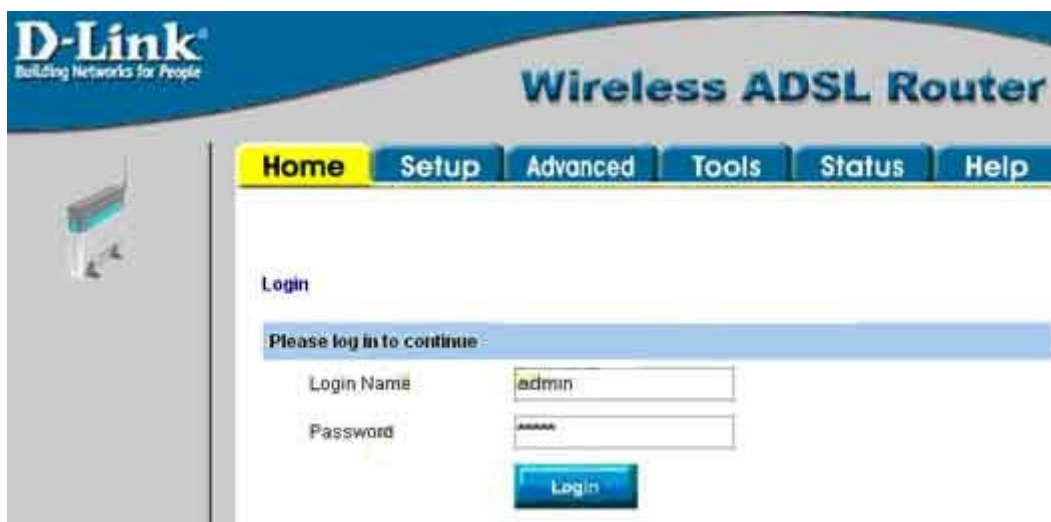 D-Link®
Building Networks for People
Wireless ADSL Router
Home Setup Advanced Tools Status Help
Login
Please log in to continue
Login Name admin
Password *****
Login